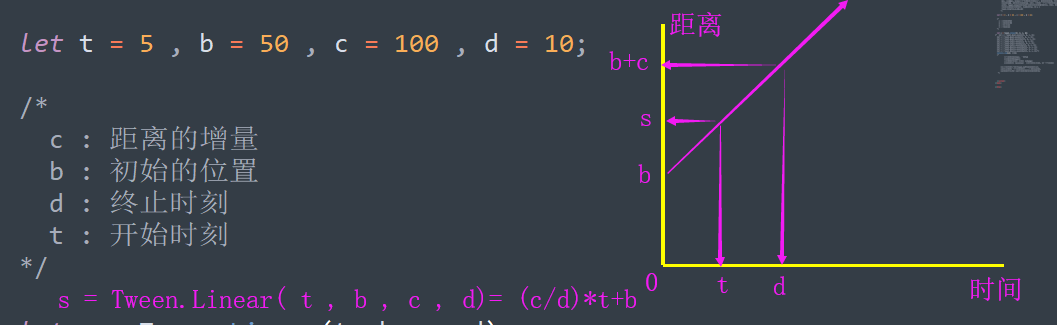 let t = 5 , b = 50 , c = 100 , d = 10;
/*
c : 距离的增量
b : 初始的位置
d : 终止时刻
t : 开始时刻
*/
s = Tween.Linear( t , b , c , d)= (c/d)*t+b
距离
b+c
s
b
0
t
d
时间